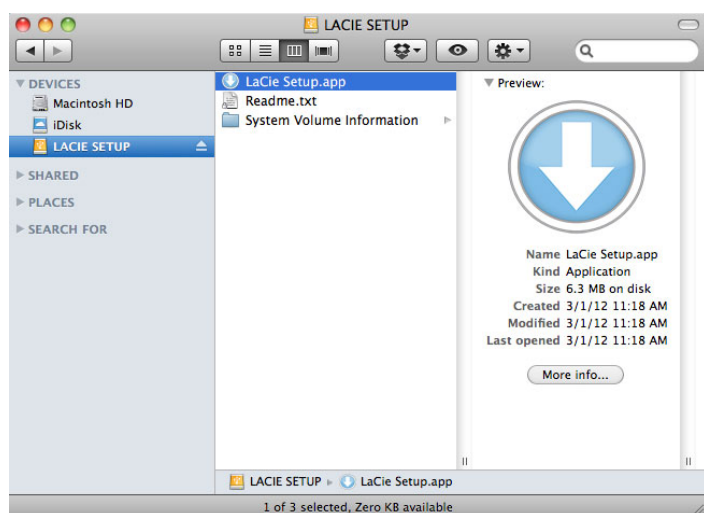 LACIE SETUP
DEVICES
Macintosh HD
iDisk
LACIE SETUP
SHARED
PLACES
SEARCH FOR
LaCie Setup.app
Readme.txt
System Volume Information
Preview:
Name LaCie Setup.app
Kind Application
Size 6.3 MB on disk
Created 3/1/12 11:18 AM
Modified 3/1/12 11:18 AM
Last opened 3/1/12 11:18 AM
More info...
LACIE SETUP ▸ LaCie Setup.app
1 of 3 selected, Zero KB available